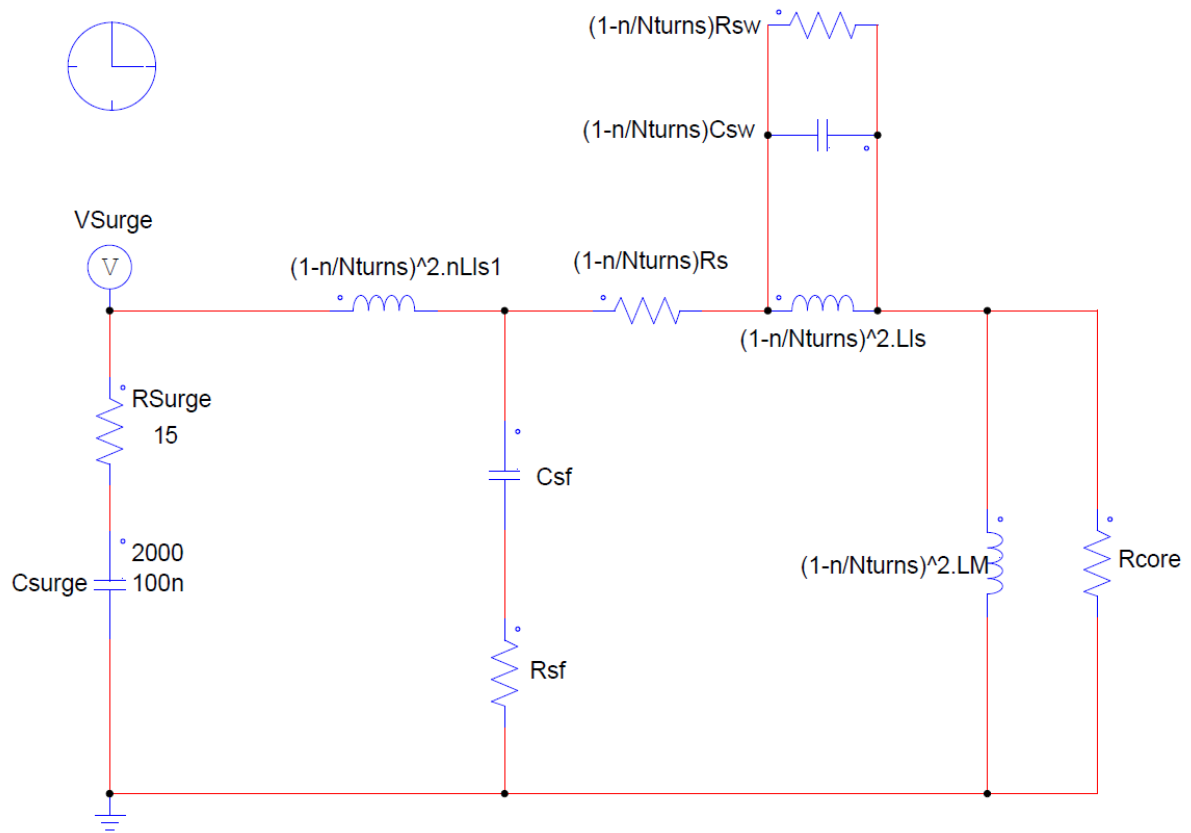 (1-n/Nturns)Rsw
(1-n/Nturns)Csw
VSurge
V
(1-n/Nturns)^2.nLls1
(1-n/Nturns)Rs
(1-n/Nturns)^2.Lls
RSurge
15
Csf
2000
Csurge 100n
(1-n/Nturns)^2.LM
Rcore
Rsf